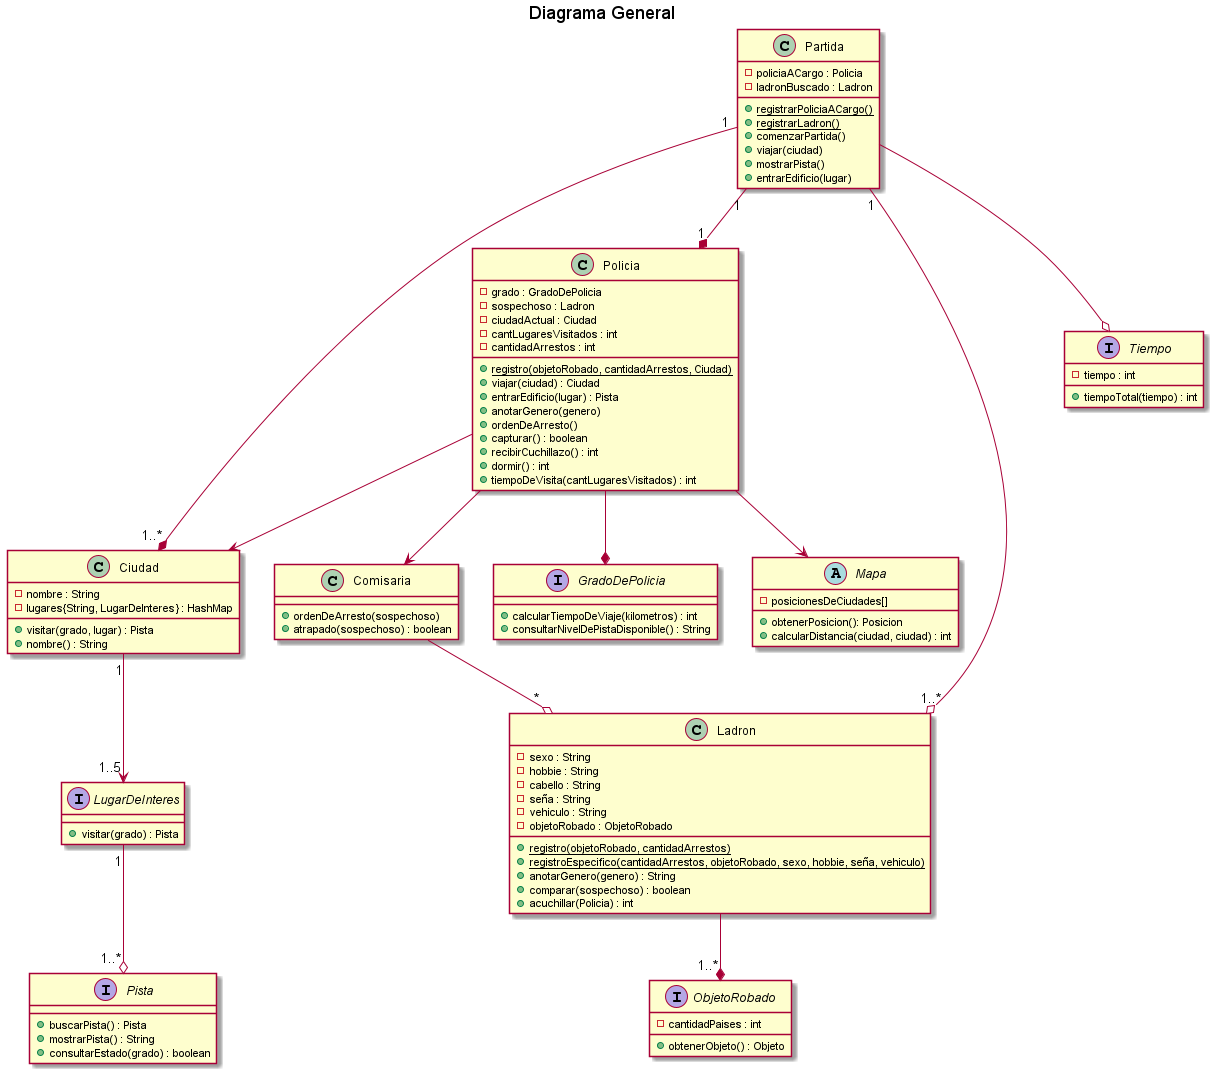 Diagrama General
C Partida
policiaACargo : Policia
ladronBuscado : Ladron
registrarPoliciaACargo()
registrarLadron()
comenzarPartida()
viajar(ciudad)
mostrarPista()
entrarEdificio(lugar)
1
1
1
1
C Policia
grado : GradoDePolicia
sospechoso : Ladron
ciudadActual : Ciudad
cantLugaresVisitados : int
cantidadArrestos : int
registro(objetoRobado, cantidadArrestos, Ciudad)
viajar(ciudad) : Ciudad
entrarEdificio(lugar) : Pista
anotarGenero(genero)
ordenDeArresto()
capturar() : boolean
recibirCuchillazo() : int
dormir() : int
tiempoDeVisita(cantLugaresVisitados) : int
I Tiempo
tiempo : int
tiempoTotal(tiempo) : int
1..*
C Ciudad
nombre : String
lugares{String, LugarDeInteres} : HashMap
visitar(grado, lugar) : Pista
nombre() : String
C Comisaria
ordenDeArresto(sospechoso)
atrapado(sospechoso) : boolean
I GradoDePolicia
calcularTiempoDeViaje(kilometros) : int
consultarNivelDePistaDisponible() : String
A Mapa
posicionesDeCiudades[]
obtenerPosicion(): Posicion
calcularDistancia(ciudad, ciudad) : int
1
*
1..*
1..5
I LugarDeInteres
visitar(grado) : Pista
C Ladron
sexo : String
hobbie : String
cabello : String
seña : String
vehiculo : String
objetoRobado : ObjetoRobado
registro(objetoRobado, cantidadArrestos)
registroEspecifico(cantidadArrestos, objetoRobado, sexo, hobbie, seña, vehiculo)
anotarGenero(genero) : String
comparar(sospechoso) : boolean
acuchillar(Policia) : int
1
1..*
1..*
I Pista
buscarPista() : Pista
mostrarPista() : String
consultarEstado(grado) : boolean
I ObjetoRobado
cantidadPaises : int
obtenerObjeto() : Objeto